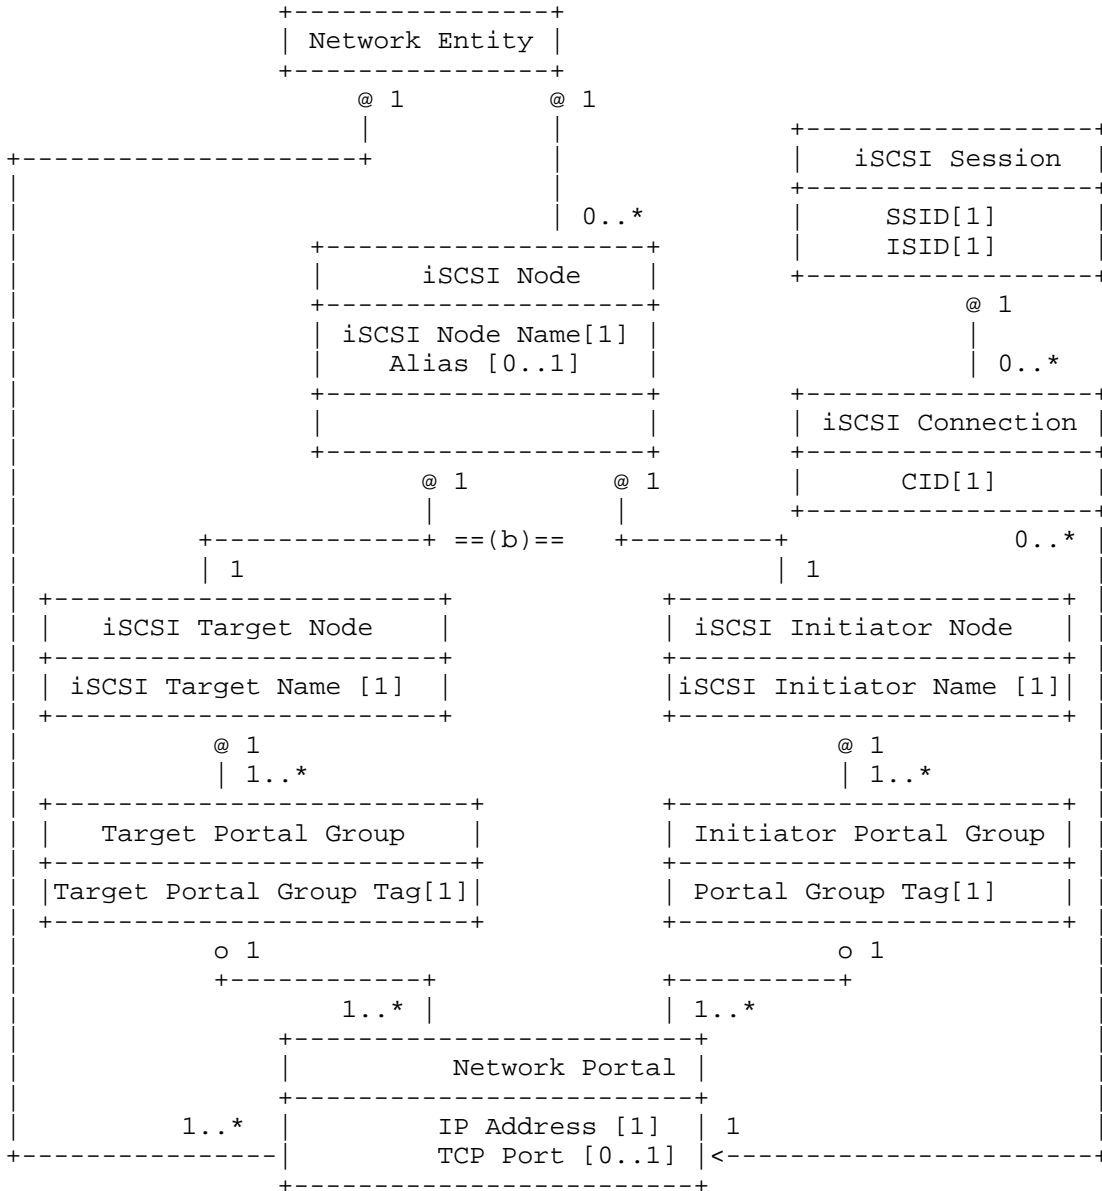 Network Entity
@ 1 @ 1
iSCSI Session
0..* SSID[1]
ISID[1]
iSCSI Node
@ 1
iSCSI Node Name[1]
Alias [0..1] 0..*
iSCSI Connection
@ 1 @ 1 CID[1]
==(b)== 0..*
1 1
iSCSI Target Node iSCSI Initiator Node
iSCSI Target Name [1] iSCSI Initiator Name [1]
@ 1 @ 1
1..* 1..*
Target Portal Group Initiator Portal Group
Target Portal Group Tag[1] Portal Group Tag[1]
o 1 o 1
1..* 1..*
Network Portal
1..* IP Address [1] 1
TCP Port [0..1]